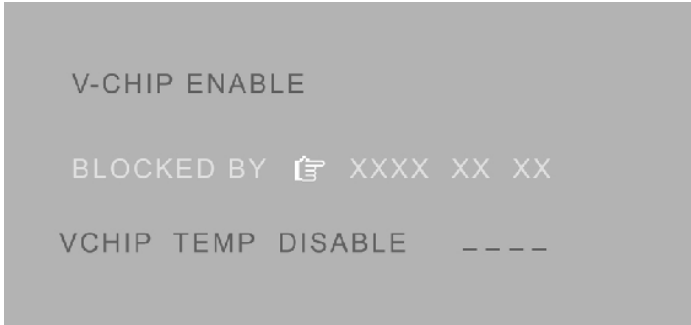 V-CHIP ENABLE
BLOCKED BY ☞ XXXX XX XX
VCHIP TEMP DISABLE _ _ _ _